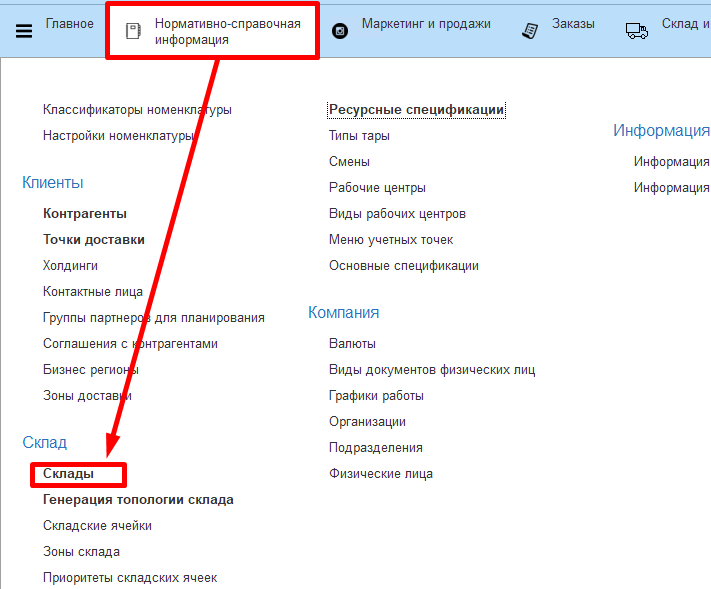 Главное
Нормативно-справочная
информация
Маркетинг и продажи
Заказы
Склад и
Классификаторы номенклатуры
Настройки номенклатуры
Клиенты
Контрагенты
Точки доставки
Холдинги
Контактные лица
Группы партнеров для планирования
Соглашения с контрагентами
Бизнес регионы
Зоны доставки
Склад
Склады
Генерация топологии склада
Складские ячейки
Зоны склада
Приоритеты складских ячеек
Ресурсные спецификации
Типы тары
Смены
Рабочие центры
Виды рабочих центров
Меню учетных точек
Основные спецификации
Компания
Валюты
Виды документов физических лиц
Графики работы
Организации
Подразделения
Физические лица
Информация
Информация
Информация